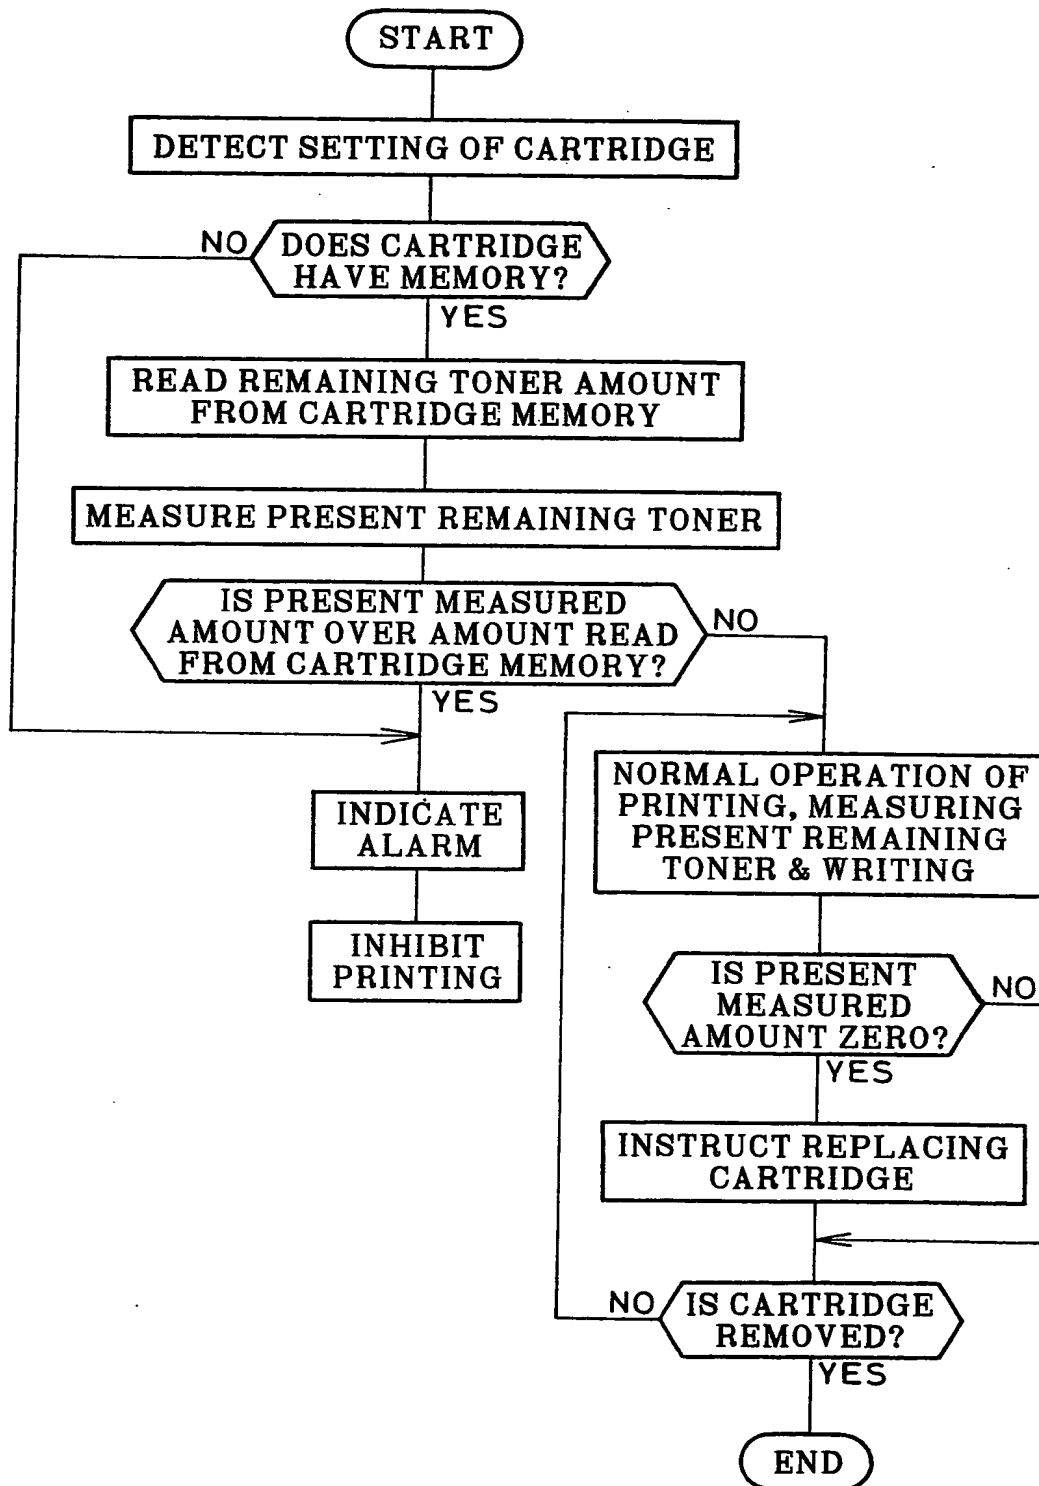 START
DETECT SETTING OF CARTRIDGE
NO
DOES CARTRIDGE
HAVE MEMORY?
YES
READ REMAINING TONER AMOUNT
FROM CARTRIDGE MEMORY
MEASURE PRESENT REMAINING TONER
IS PRESENT MEASURED
AMOUNT OVER AMOUNT READ
FROM CARTRIDGE MEMORY?
NO
YES
INDICATE
ALARM
INHIBIT
PRINTING
NORMAL OPERATION OF
PRINTING, MEASURING
PRESENT REMAINING
TONER & WRITING
IS PRESENT
MEASURED
AMOUNT ZERO?
NO
YES
INSTRUCT REPLACING
CARTRIDGE
NO
IS CARTRIDGE
REMOVED?
YES
END